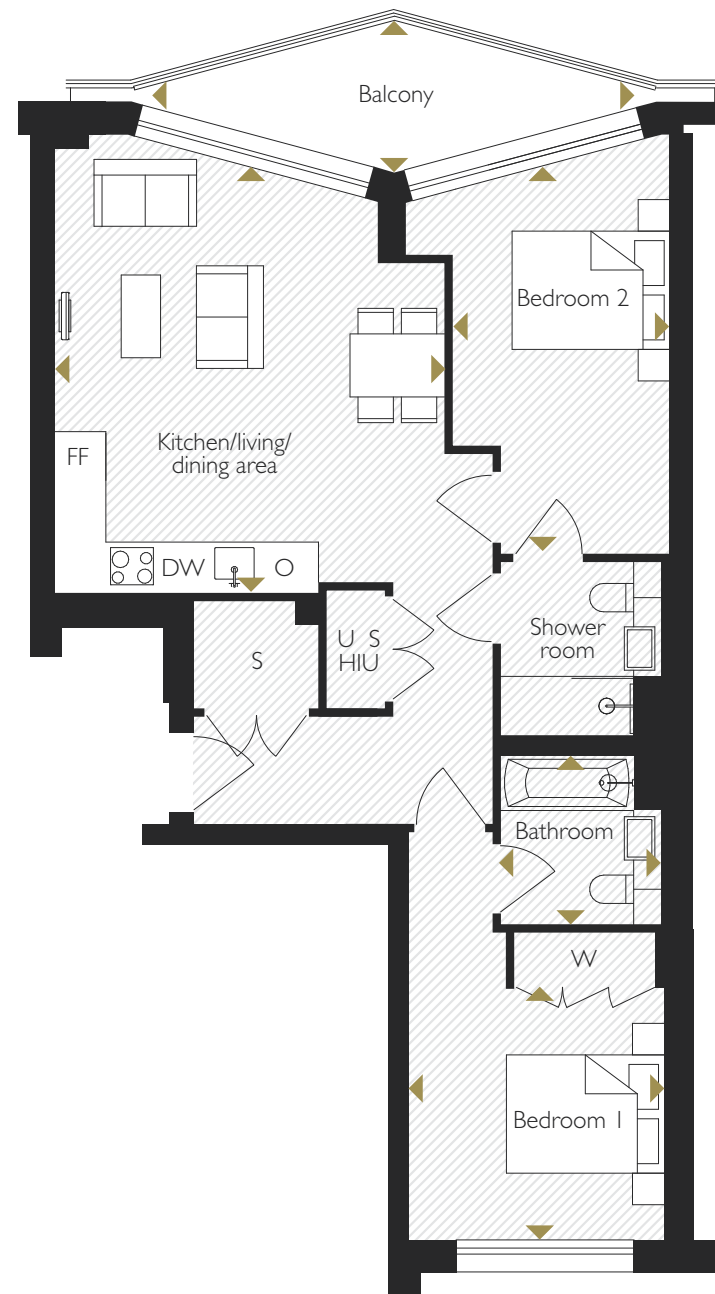 Balcony
Bedroom 2
Kitchen/living/
dining area
FF
DW
O
Shower
room
U S
HIU
S
Bathroom
W
Bedroom 1